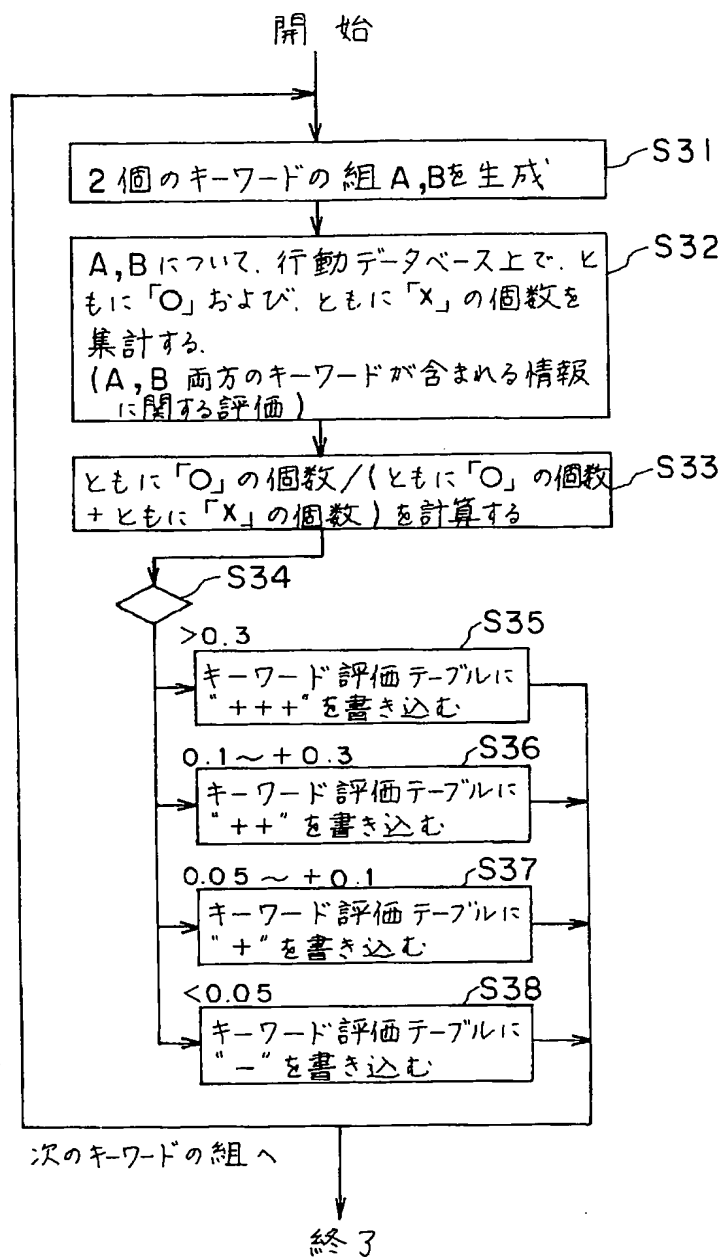 開始
2個のキーワードの組A,Bを生成
S31
A,Bについて、行動データベース上で、と
もに「O」および、ともに「X」の個数を
集計する.
(A,B 両方のキーワードが含まれる情報
に関する評価)
S32
ともに「O」の個数/(ともに「O」の個数
+ともに「X」の個数)を計算する
S33
S34
>0.3
S35
キーワード評価テーブルに
"+++"を書き込む
0.1~+0.3
S36
キーワード評価テーブルに
"++"を書き込む
0.05~+0.1
S37
キーワード評価テーブルに
"+"を書き込む
<0.05
S38
キーワード評価テーブルに
"-"を書き込む
次のキーワードの組へ
終了